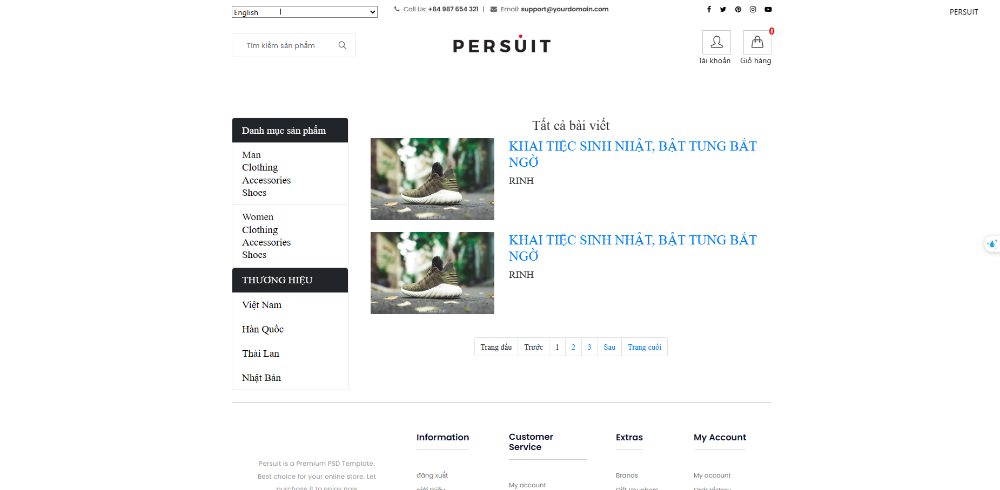 English
Call Us: +84 987 654 321 | Email: support@yourdomain.com
PERSUIT
Tìm kiếm sản phẩm
PERSUIT
0
Tài khoản
Giỏ hàng
Danh mục sản phẩm
Man
Clothing
Accessories
Shoes
Women
Clothing
Accessories
Shoes
THƯƠNG HIỆU
Việt Nam
Hàn Quốc
Thái Lan
Nhật Bản
Tất cả bài viết
KHAI TIỆC SINH NHẬT, BẬT TUNG BẤT
NGỜ
RINH
KHAI TIỆC SINH NHẬT, BẬT TUNG BẤT
NGỜ
RINH
Trang đầu Trước 1 2 3 Sau Trang cuối
Persuit is a Premium PSD Template.
Best choice for your online store. Let
purchase it to enjoy now
Information
đăng xuất
giới thiệu
Customer
Service
My account
Extras
Brands
Gift Vouchers
My Account
My account
Ordr History